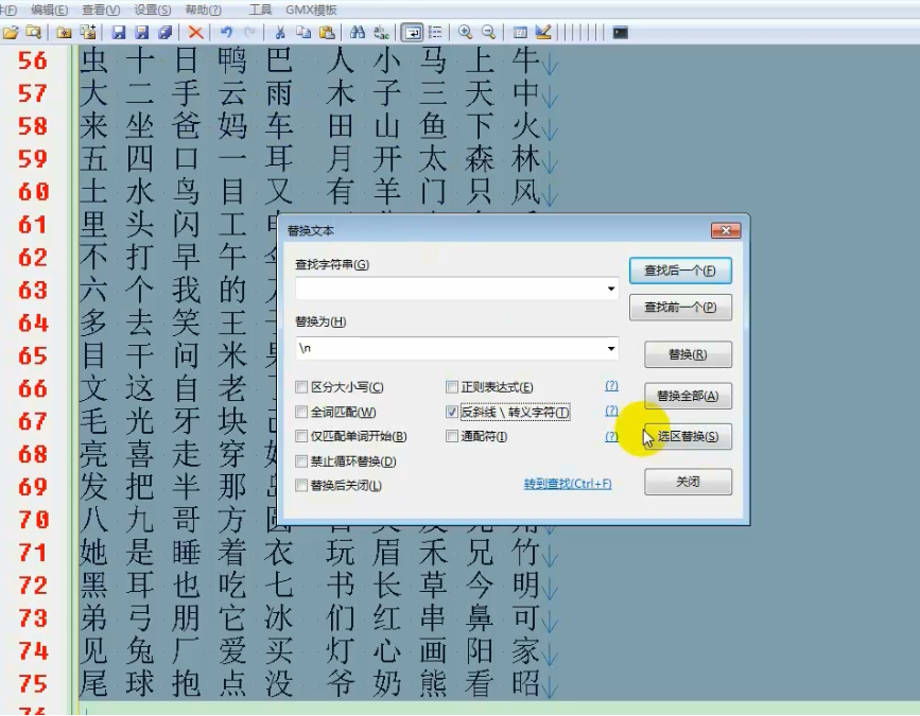 件(F) 编辑(E) 查看(V) 设置(S) 帮助(?) 工具 GMX模板
56 虫 十 日 鸭 巴 人 小 马 上 牛↓
57 大 二 手 云 雨 木 子 三 天 中↓
58 来 坐 爸 妈 车 田 山 鱼 下 火↓
59 五 四 口 一 耳 月 开 太 森 林↓
60 土 水 鸟 目 又 有 羊 门 只 风↓
61 里 头 闪 工
62 不 打 早 午
63 六 个 我 的
64 多 去 笑 王
65 目 干 问 米
66 文 这 自 老
67 毛 光 牙 块
68 亮 喜 走 穿
69 发 把 半 那
70 八 九 哥 方
71 她 是 睡 着 衣 玩 眉 禾 兄 竹↓
72 黑 耳 也 吃 七 书 长 草 今 明↓
73 弟 弓 朋 它 冰 们 红 串 鼻 可↓
74 见 兔 厂 爱 买 灯 心 画 阳 家↓
75 尾 球 抱 点 没 爷 奶 熊 看 昭↓
替换文本
查找字符串(G)
查找后一个(F)
查找前一个(P)
替换为(H)
\n
替换(R)
区分大小写(C) 正则表达式(E) (?)
替换全部(A)
全词匹配(W) 反斜线 \ 转义字符(T) (?)
仅匹配单词开始(B) 通配符(I) (?)
选区替换(S)
禁止循环替换(D)
替换后关闭(L) 转到查找(Ctrl+F)
关闭